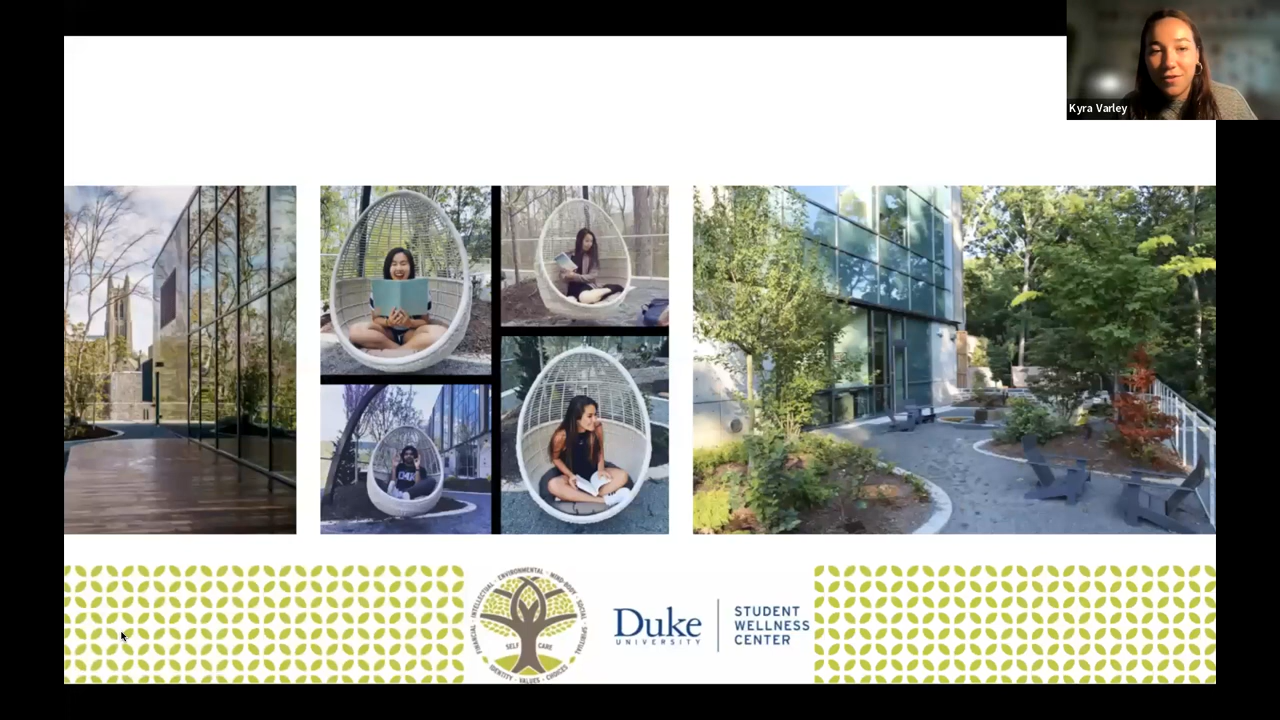 Kyra Varley
FINANCIAL · INTELLECTUAL · ENVIRONMENTAL · MIND-BODY · SOCIAL · SPIRITUAL
SELF CARE
IDENTITY · VALUES · CHOICES
Duke
UNIVERSITY
STUDENT
WELLNESS
CENTER